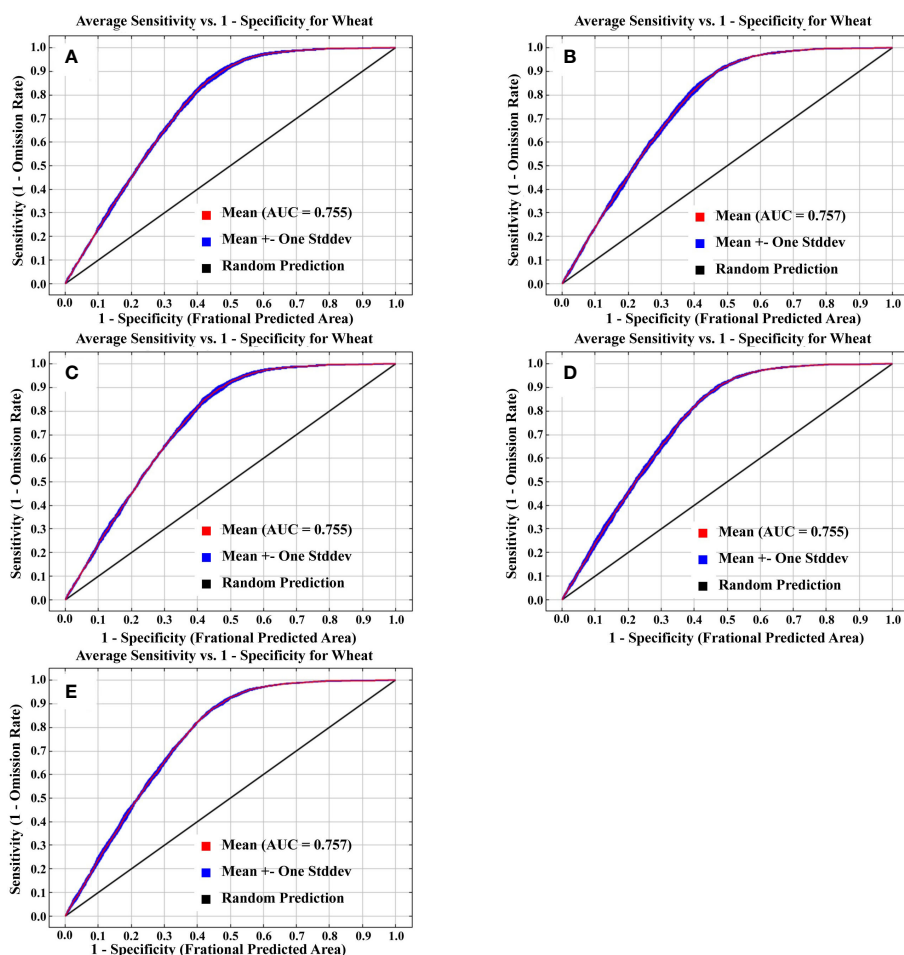 Average Sensitivity vs. 1 - Specificity for Wheat
A
1.0
0.9
0.8
0.7
0.6
0.5
0.4
0.3
0.2
0.1
0.0
Sensitivity (1 - Omission Rate)
Mean (AUC = 0.755)
Mean +- One Stddev
Random Prediction
0.0 0.1 0.2 0.3 0.4 0.5 0.6 0.7 0.8 0.9 1.0
1 - Specificity (Frational Predicted Area)
Average Sensitivity vs. 1 - Specificity for Wheat
B
1.0
0.9
0.8
0.7
0.6
0.5
0.4
0.3
0.2
0.1
0.0
Sensitivity (1 - Omission Rate)
Mean (AUC = 0.757)
Mean +- One Stddev
Random Prediction
0.0 0.1 0.2 0.3 0.4 0.5 0.6 0.7 0.8 0.9 1.0
1 - Specificity (Frational Predicted Area)
Average Sensitivity vs. 1 - Specificity for Wheat
C
1.0
0.9
0.8
0.7
0.6
0.5
0.4
0.3
0.2
0.1
0.0
Sensitivity (1 - Omission Rate)
Mean (AUC = 0.755)
Mean +- One Stddev
Random Prediction
0.0 0.1 0.2 0.3 0.4 0.5 0.6 0.7 0.8 0.9 1.0
1 - Specificity (Frational Predicted Area)
Average Sensitivity vs. 1 - Specificity for Wheat
D
1.0
0.9
0.8
0.7
0.6
0.5
0.4
0.3
0.2
0.1
0.0
Sensitivity (1 - Omission Rate)
Mean (AUC = 0.755)
Mean +- One Stddev
Random Prediction
0.0 0.1 0.2 0.3 0.4 0.5 0.6 0.7 0.8 0.9 1.0
1 - Specificity (Frational Predicted Area)
Average Sensitivity vs. 1 - Specificity for Wheat
E
1.0
0.9
0.8
0.7
0.6
0.5
0.4
0.3
0.2
0.1
0.0
Sensitivity (1 - Omission Rate)
Mean (AUC = 0.757)
Mean +- One Stddev
Random Prediction
0.0 0.1 0.2 0.3 0.4 0.5 0.6 0.7 0.8 0.9 1.0
1 - Specificity (Frational Predicted Area)